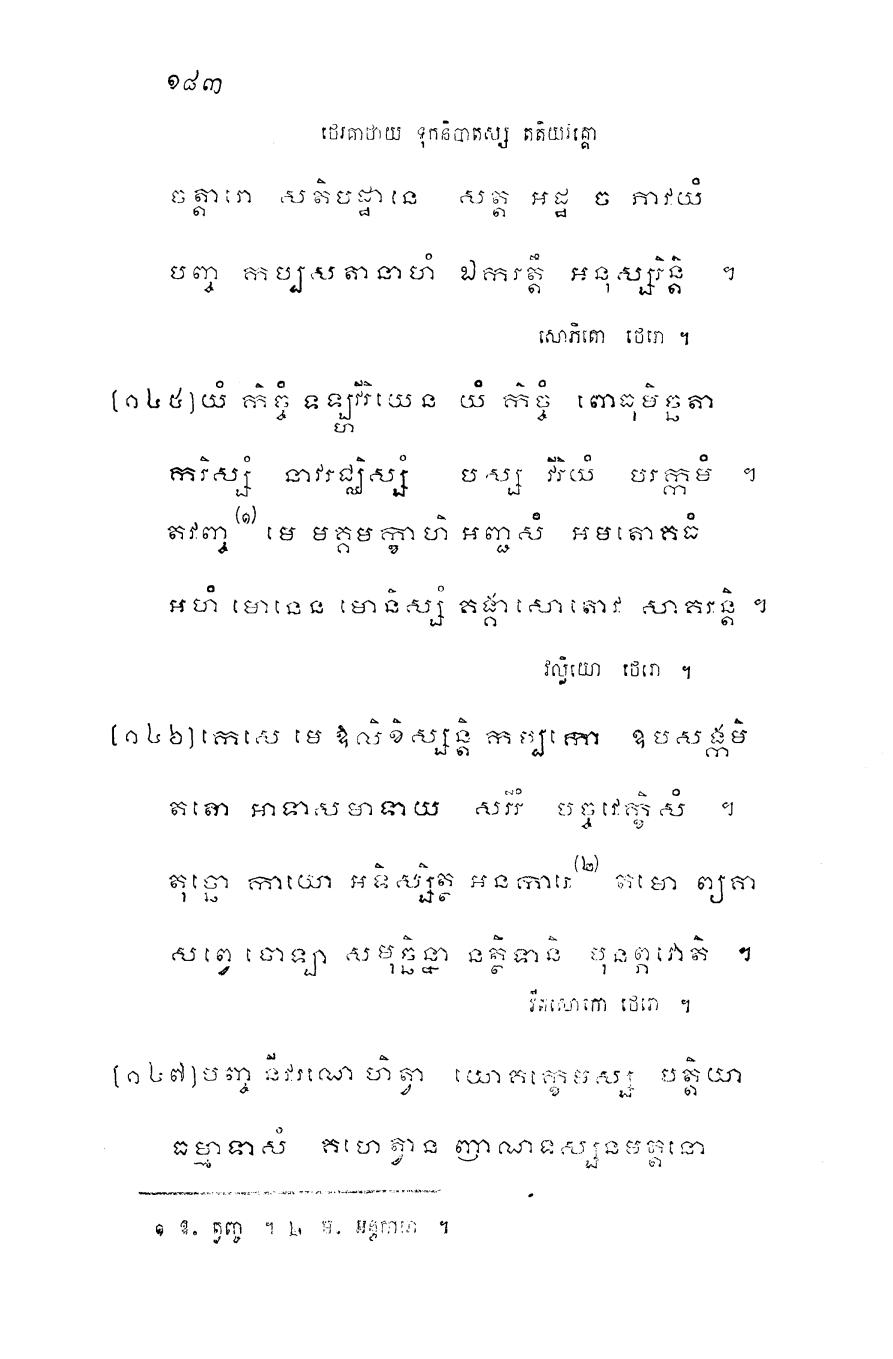 ១៨៣
ថេរគាថាយ ទុកនិបាតស្ស តតិយវគ្គោ
ចត្តារោ សតិបដ្ឋានេ សត្ត អដ្ឋ ច ភាវយំ
បញ្ច កប្បសតានាហំ ឯករត្តឹ អនុស្សរិន្តិ ។
សោភិតោ ថេរោ ។
[១៤៥] យំ កិច្ចំ ទឡ្ហវីរិយេន យំ កិច្ចំ ពោធុមិច្ឆតា
ករិស្សំ នាវរជ្ឈិស្សំ បស្ស វីរិយំ បរក្កមំ ។
តវញ្ច(១) មេ មគ្គមក្ខាហិ អញ្ជសំ អមតោគធំ
អហំ មោនេន មោនិស្សំ គង្គាសោតោវ សាគរន្តិ ។
វល្លិយោ ថេរោ ។
[១៤៦] កេសេ មេ ឱលិខិស្សន្តិ កប្បកោ ឧបសង្កមិ
តតោ អាទាសមាទាយ សរីរំ បច្ចវេក្ខិសំ ។
តុច្ឆោ កាយោ អទិស្សិត្ថ អនការេ(២) តមោ ព្យគា
សព្វេ ចោឡា សមុច្ឆិន្នា នត្ថិទានិ បុនព្ភវោតិ ។
វីតសោកោ ថេរោ ។
[១៤៧] បញ្ច នីវរណេ ហិត្វា យោគក្ខេមស្ស បត្តិយា
ធម្មាទាសំ គហេត្វាន ញាណទស្សនមត្តនោ
១ ឱ. ត្វញ្ច ។ ២ ម. អន្ធការេ ។